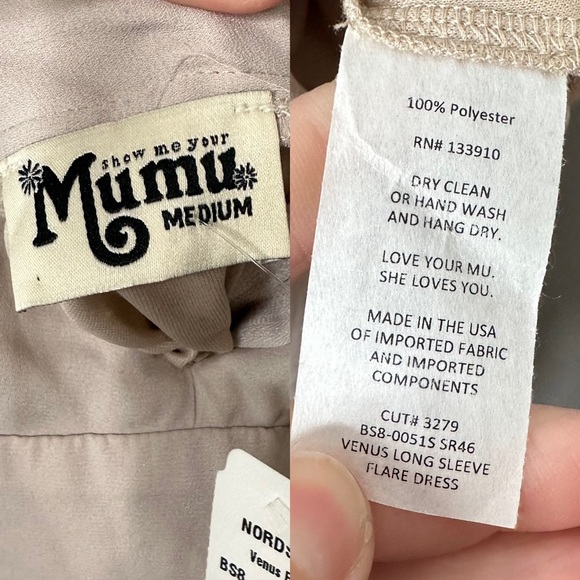 show me your
Mumu
MEDIUM
NORDS
Venus F
BS8
100% Polyester
RN# 133910
DRY CLEAN
OR HAND WASH
AND HANG DRY.
LOVE YOUR MU.
SHE LOVES YOU.
MADE IN THE USA
OF IMPORTED FABRIC
AND IMPORTED
COMPONENTS
CUT# 3279
BS8-0051S SR46
VENUS LONG SLEEVE
FLARE DRESS